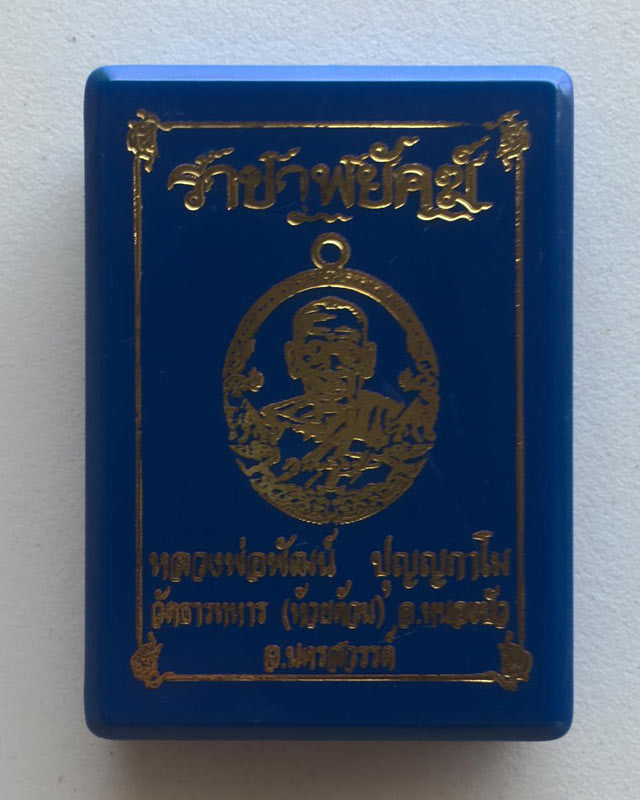 ราชาพยัคฆ์
หลวงพ่อพัฒน์ ปุญญกาโม
วัดธารทหาร (ห้วยด้วน) อ.หนองบัว
จ.นครสวรรค์